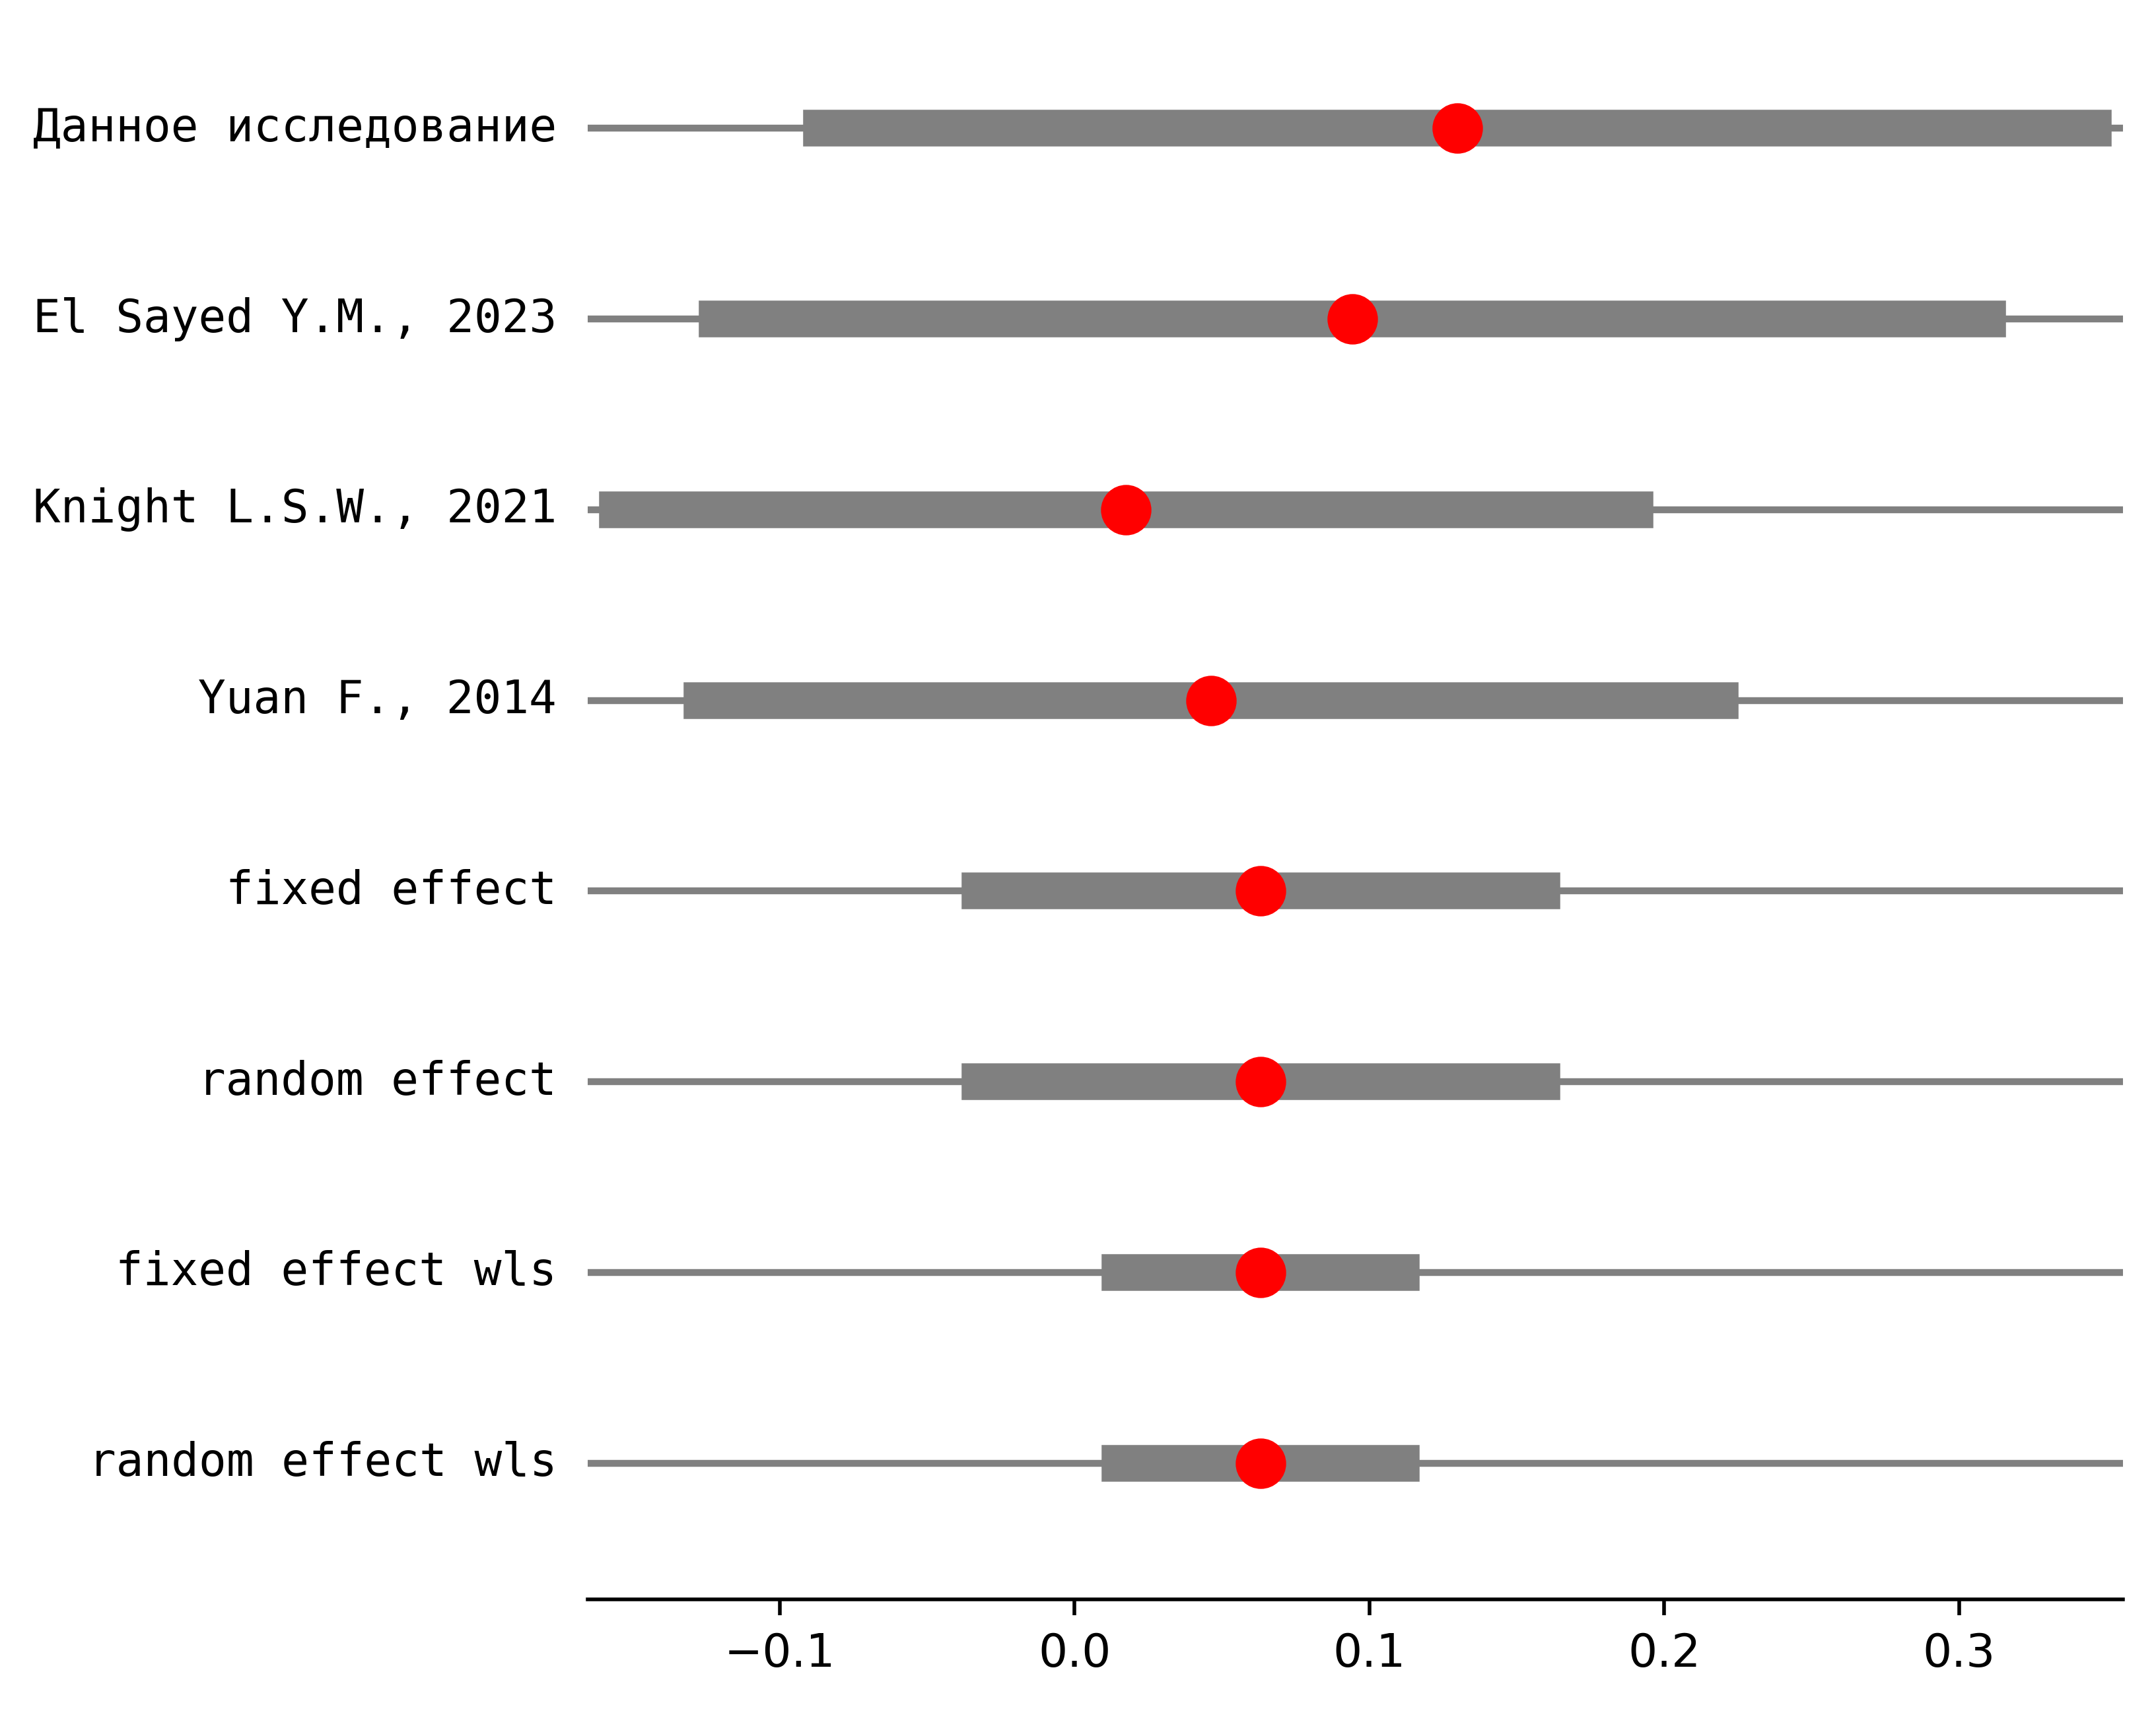 Данное исследование
El Sayed Y.M., 2023
Knight L.S.W., 2021
Yuan F., 2014
fixed effect
random effect
fixed effect wls
random effect wls
−0.1 0.0 0.1 0.2 0.3